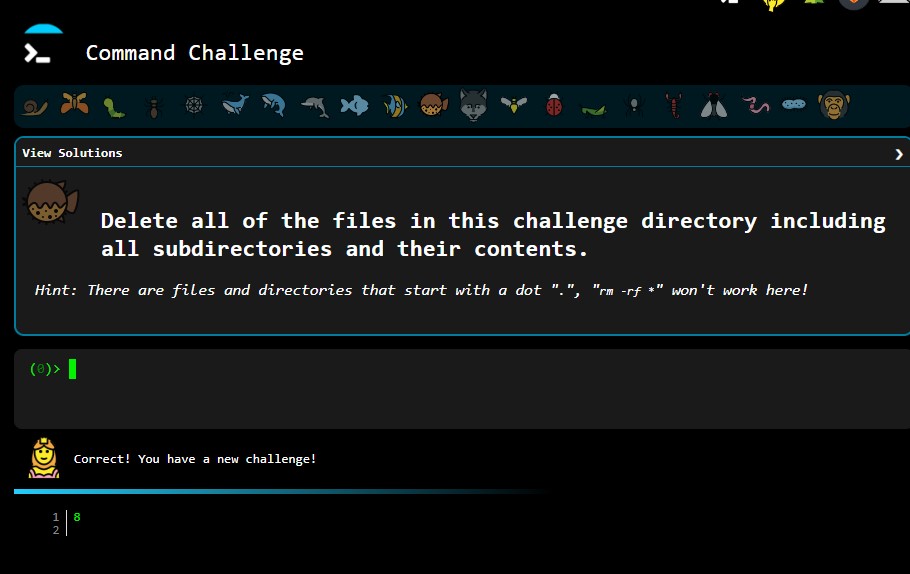 Command Challenge
View Solutions
Delete all of the files in this challenge directory including
all subdirectories and their contents.
Hint: There are files and directories that start with a dot ".", "rm -rf *" won't work here!
(0)>
Correct! You have a new challenge!
1 8
2